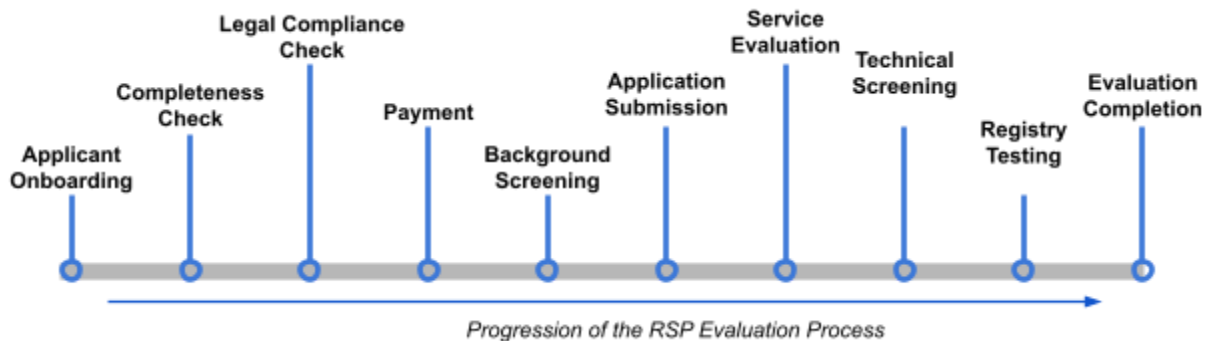 Applicant
Onboarding
Completeness
Check
Legal Compliance
Check
Payment
Background
Screening
Application
Submission
Service
Evaluation
Technical
Screening
Registry
Testing
Evaluation
Completion
Progression of the RSP Evaluation Process